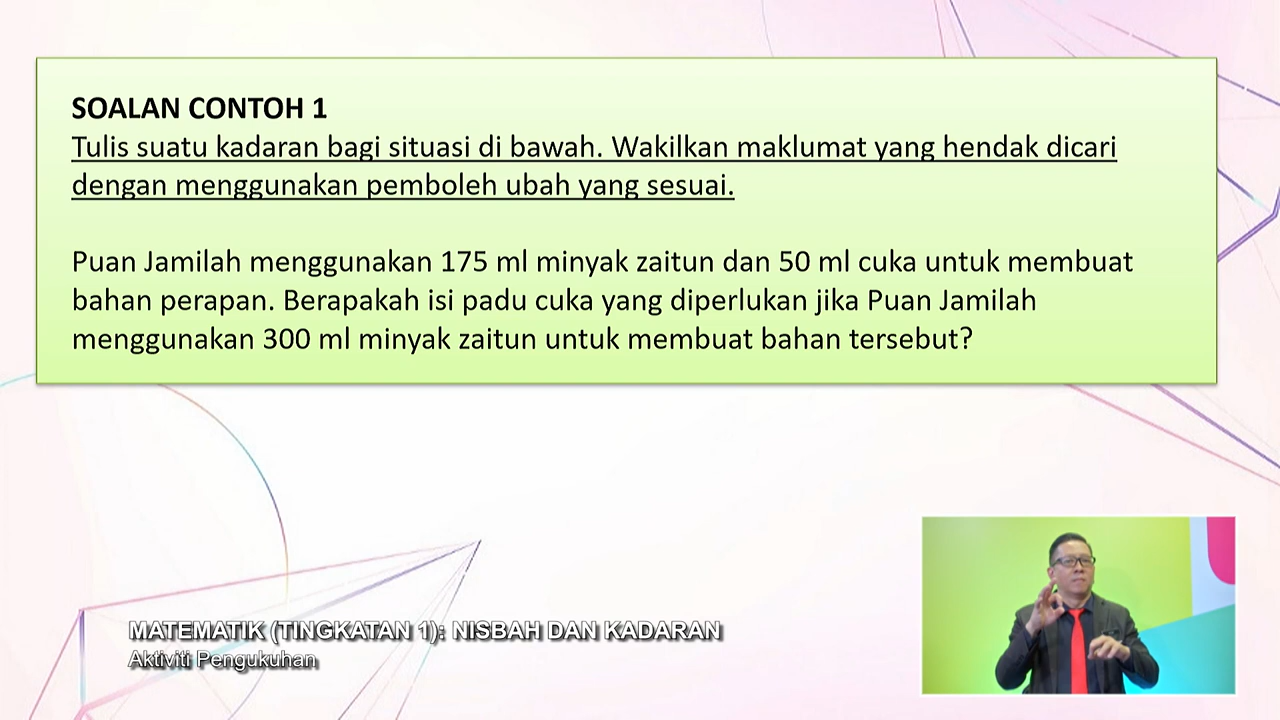 SOALAN CONTOH 1
Tulis suatu kadaran bagi situasi di bawah. Wakilkan maklumat yang hendak dicari
dengan menggunakan pemboleh ubah yang sesuai.
Puan Jamilah menggunakan 175 ml minyak zaitun dan 50 ml cuka untuk membuat
bahan perapan. Berapakah isi padu cuka yang diperlukan jika Puan Jamilah
menggunakan 300 ml minyak zaitun untuk membuat bahan tersebut?
MATEMATIK (TINGKATAN 1): NISBAH DAN KADARAN
Aktiviti Pengukuhan